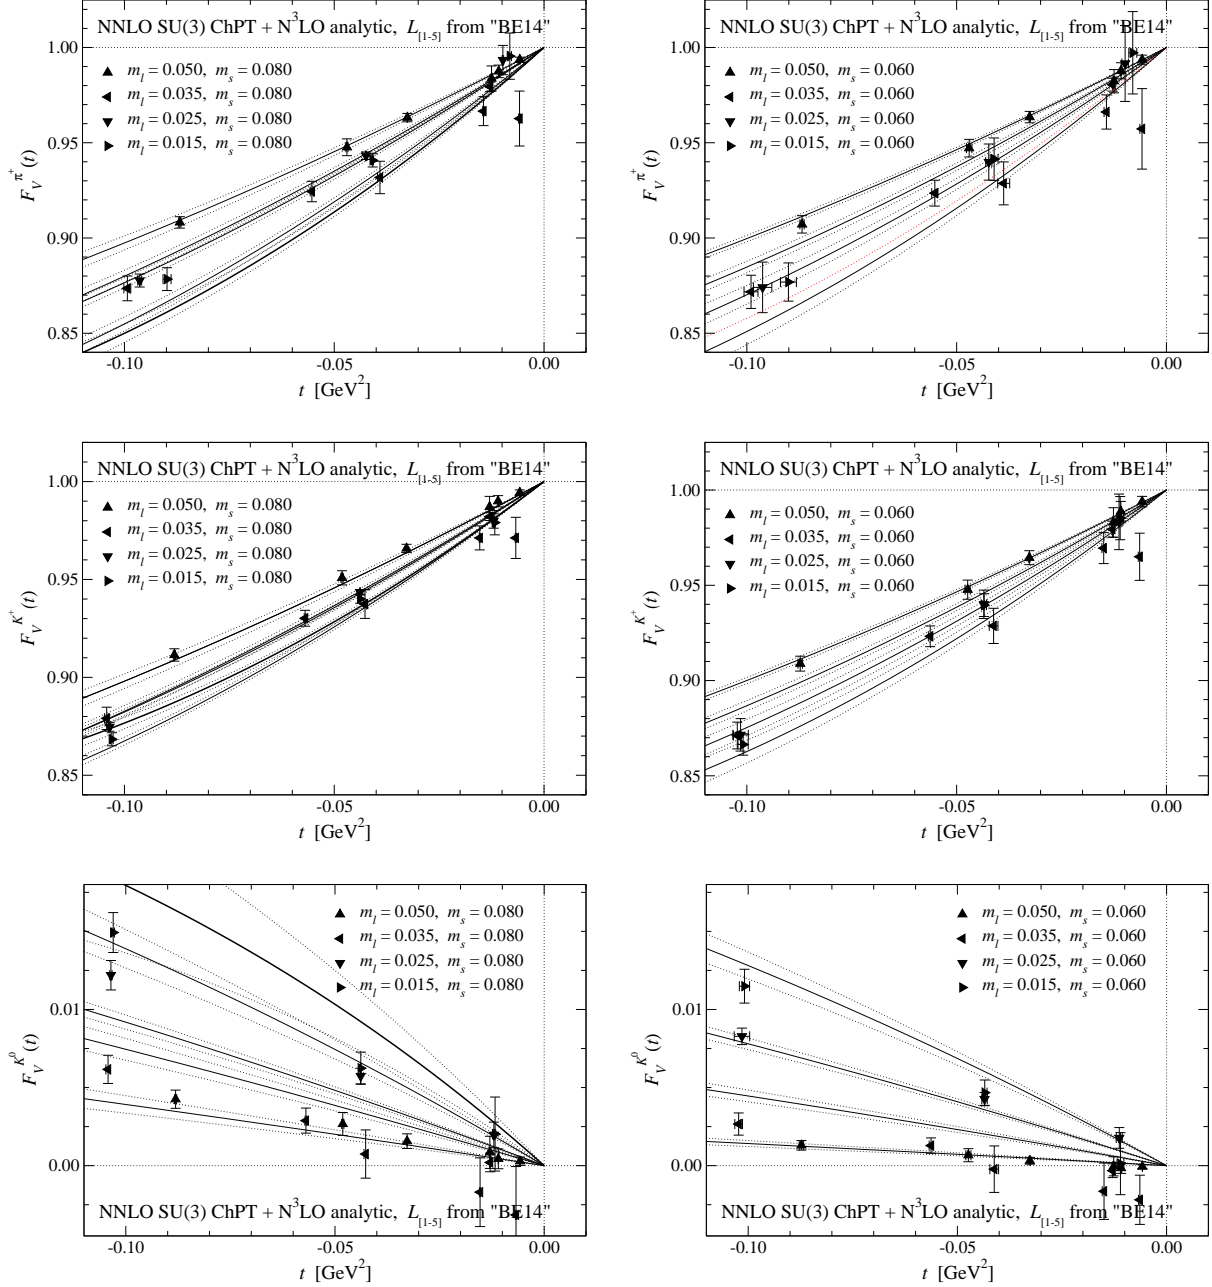 NNLO SU(3) ChPT + N³LO analytic, L[1-5] from "BE14"
m_l = 0.050, m_s = 0.080
m_l = 0.035, m_s = 0.080
m_l = 0.025, m_s = 0.080
m_l = 0.015, m_s = 0.080
1.00
0.95
0.90
0.85
F_V^π⁺(t)
-0.10 -0.05 0.00
t [GeV²]
NNLO SU(3) ChPT + N³LO analytic, L[1-5] from "BE14"
m_l = 0.050, m_s = 0.060
m_l = 0.035, m_s = 0.060
m_l = 0.025, m_s = 0.060
m_l = 0.015, m_s = 0.060
1.00
0.95
0.90
0.85
F_V^π⁺(t)
-0.10 -0.05 0.00
t [GeV²]
NNLO SU(3) ChPT + N³LO analytic, L[1-5] from "BE14"
m_l = 0.050, m_s = 0.080
m_l = 0.035, m_s = 0.080
m_l = 0.025, m_s = 0.080
m_l = 0.015, m_s = 0.080
1.00
0.95
0.90
0.85
F_V^K⁺(t)
-0.10 -0.05 0.00
t [GeV²]
NNLO SU(3) ChPT + N³LO analytic, L[1-5] from "BE14"
m_l = 0.050, m_s = 0.060
m_l = 0.035, m_s = 0.060
m_l = 0.025, m_s = 0.060
m_l = 0.015, m_s = 0.060
1.00
0.95
0.90
0.85
F_V^K⁺(t)
-0.10 -0.05 0.00
t [GeV²]
m_l = 0.050, m_s = 0.080
m_l = 0.035, m_s = 0.080
m_l = 0.025, m_s = 0.080
m_l = 0.015, m_s = 0.080
0.01
0.00
F_V^K⁰(t)
NNLO SU(3) ChPT + N³LO analytic, L[1-5] from "BE14"
-0.10 -0.05 0.00
t [GeV²]
m_l = 0.050, m_s = 0.060
m_l = 0.035, m_s = 0.060
m_l = 0.025, m_s = 0.060
m_l = 0.015, m_s = 0.060
0.01
0.00
F_V^K⁰(t)
NNLO SU(3) ChPT + N³LO analytic, L[1-5] from "BE14"
-0.10 -0.05 0.00
t [GeV²]